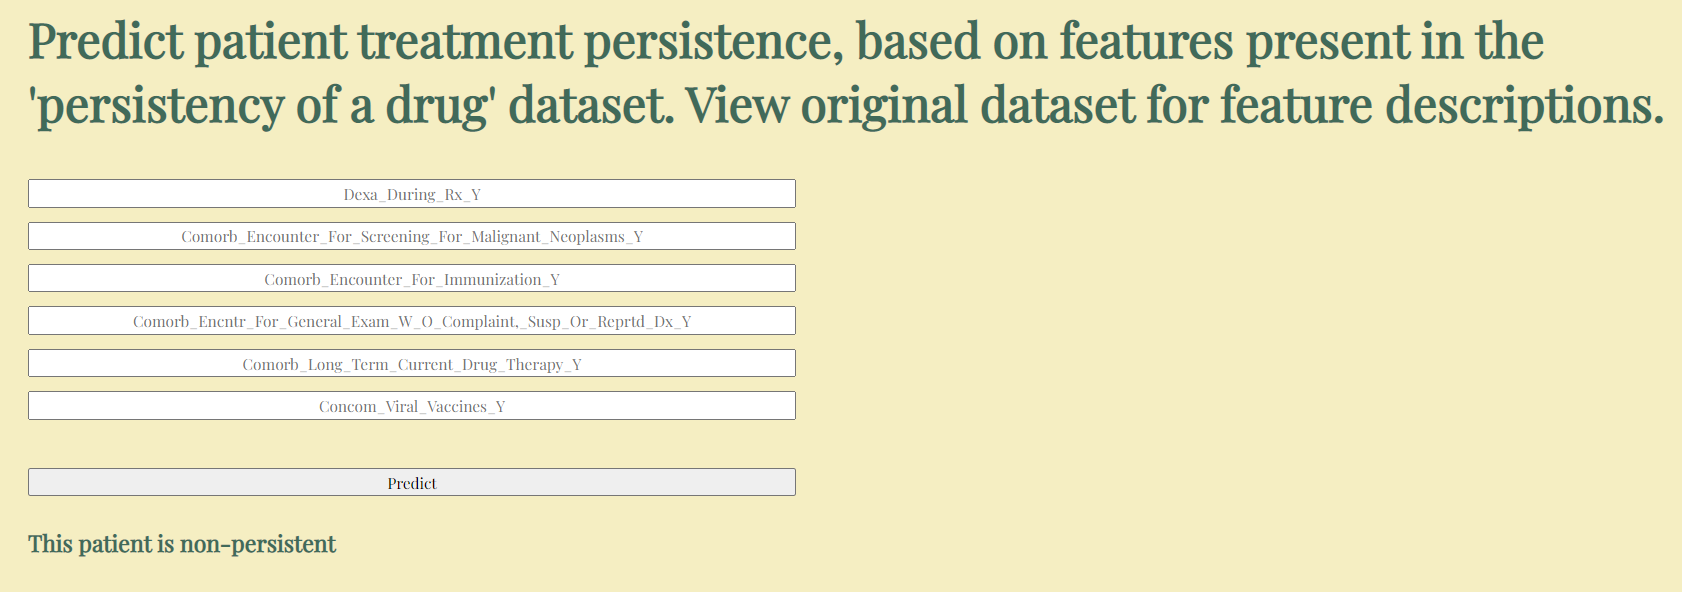 Predict patient treatment persistence, based on features present in the
'persistency of a drug' dataset. View original dataset for feature descriptions.
Dexa_During_Rx_Y
Comorb_Encounter_For_Screening_For_Malignant_Neoplasms_Y
Comorb_Encounter_For_Immunization_Y
Comorb_Encntr_For_General_Exam_W_O_Complaint,_Susp_Or_Reprtd_Dx_Y
Comorb_Long_Term_Current_Drug_Therapy_Y
Concom_Viral_Vaccines_Y
Predict
This patient is non-persistent